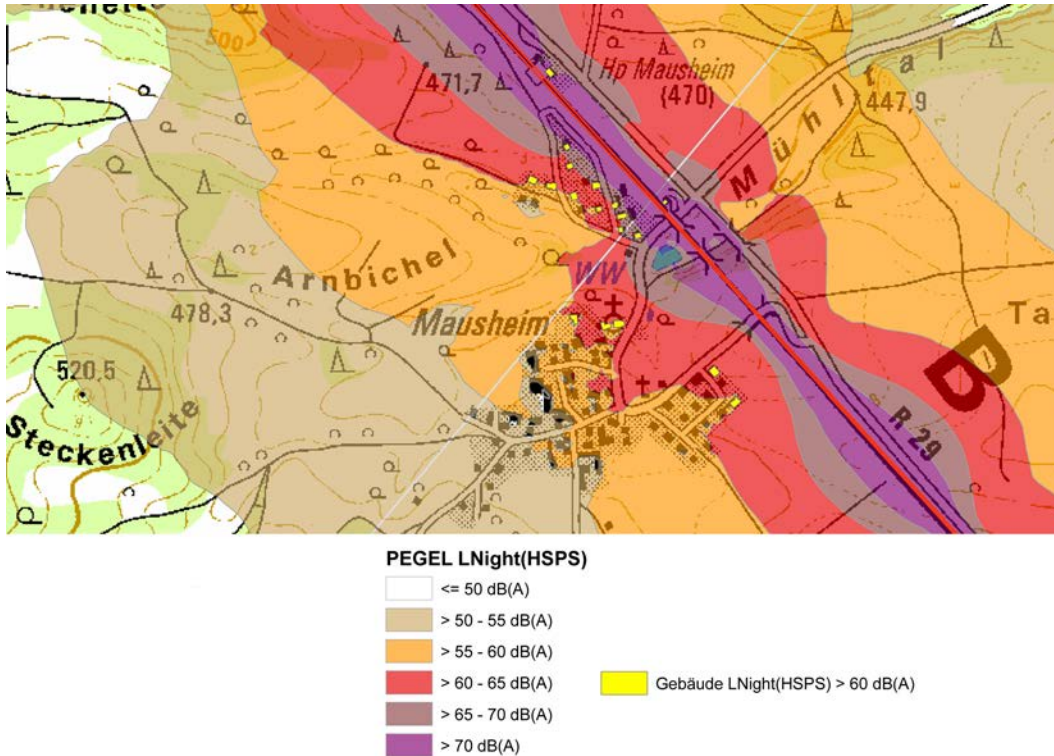 500
471,7
Hp Mausheim
(470)
Mühltal
447,9
Arnbichel
WW
478,3
Mausheim
520,5
Steckenleite
Ta
D
R 29
PEGEL LNight(HSPS)
<= 50 dB(A)
> 50 - 55 dB(A)
> 55 - 60 dB(A)
> 60 - 65 dB(A)
> 65 - 70 dB(A)
> 70 dB(A)
Gebäude LNight(HSPS) > 60 dB(A)